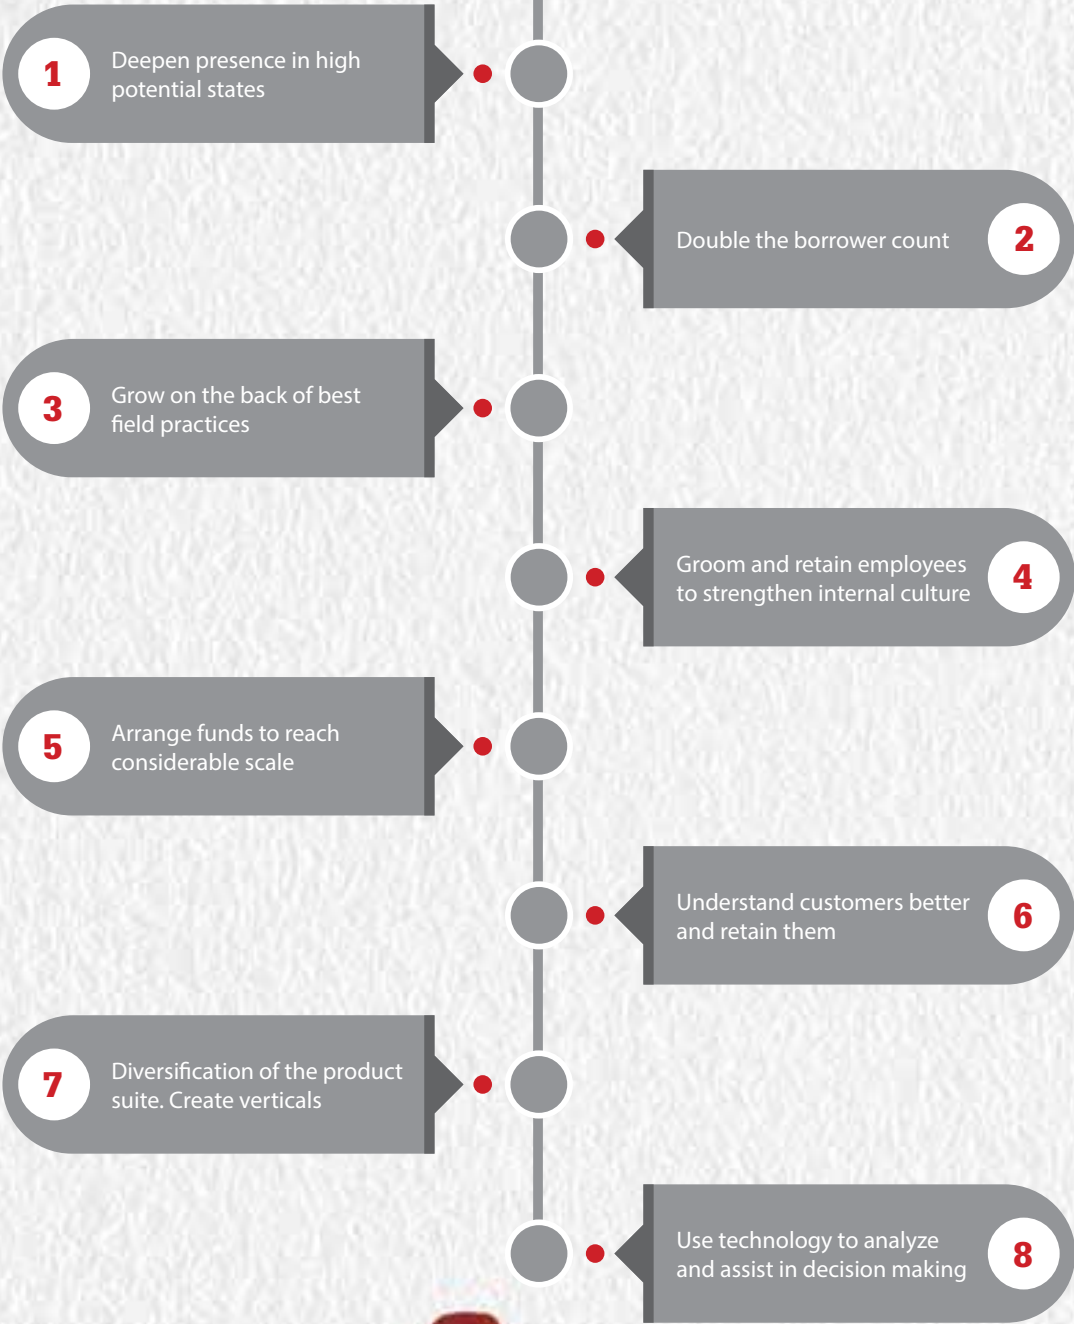 1
Deepen presence in high
potential states
Double the borrower count
2
3
Grow on the back of best
field practices
Groom and retain employees
to strengthen internal culture
4
5
Arrange funds to reach
considerable scale
Understand customers better
and retain them
6
7
Diversification of the product
suite. Create verticals
Use technology to analyze
and assist in decision making
8